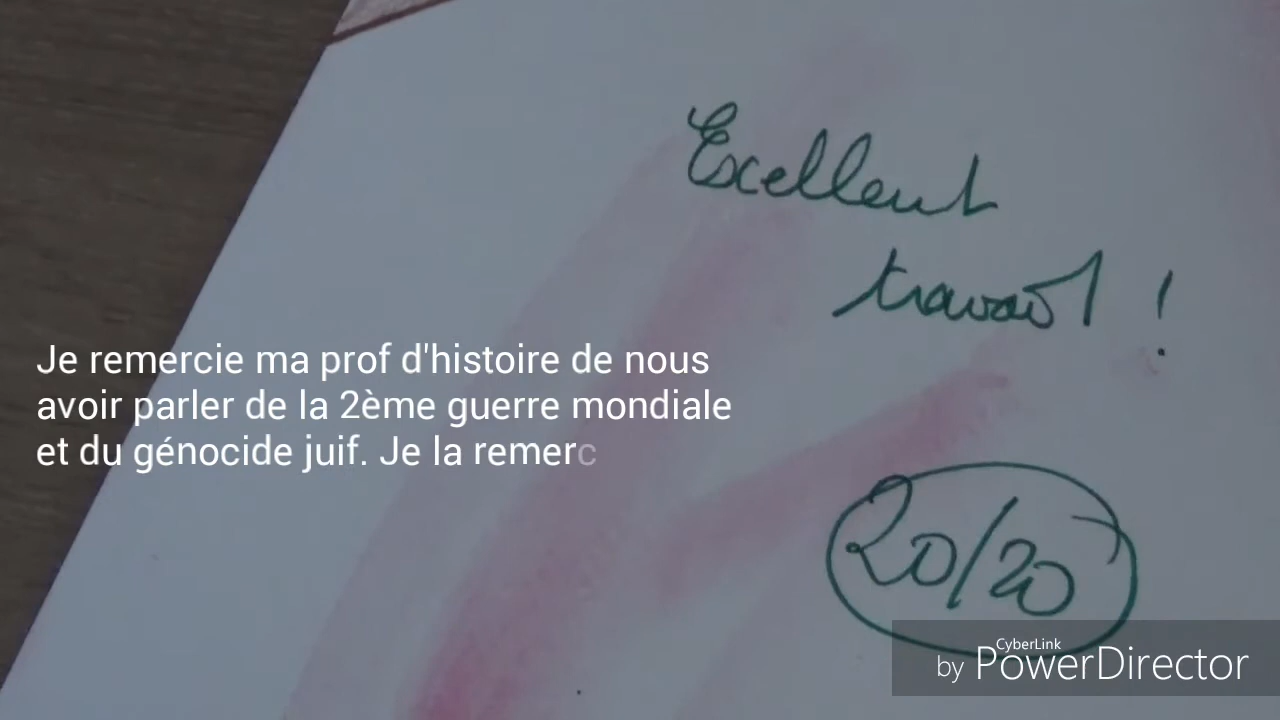 Excellent
travail !
Je remercie ma prof d'histoire de nous
avoir parler de la 2ème guerre mondiale
et du génocide juif. Je la remerc
20/20
CyberLink
by PowerDirector